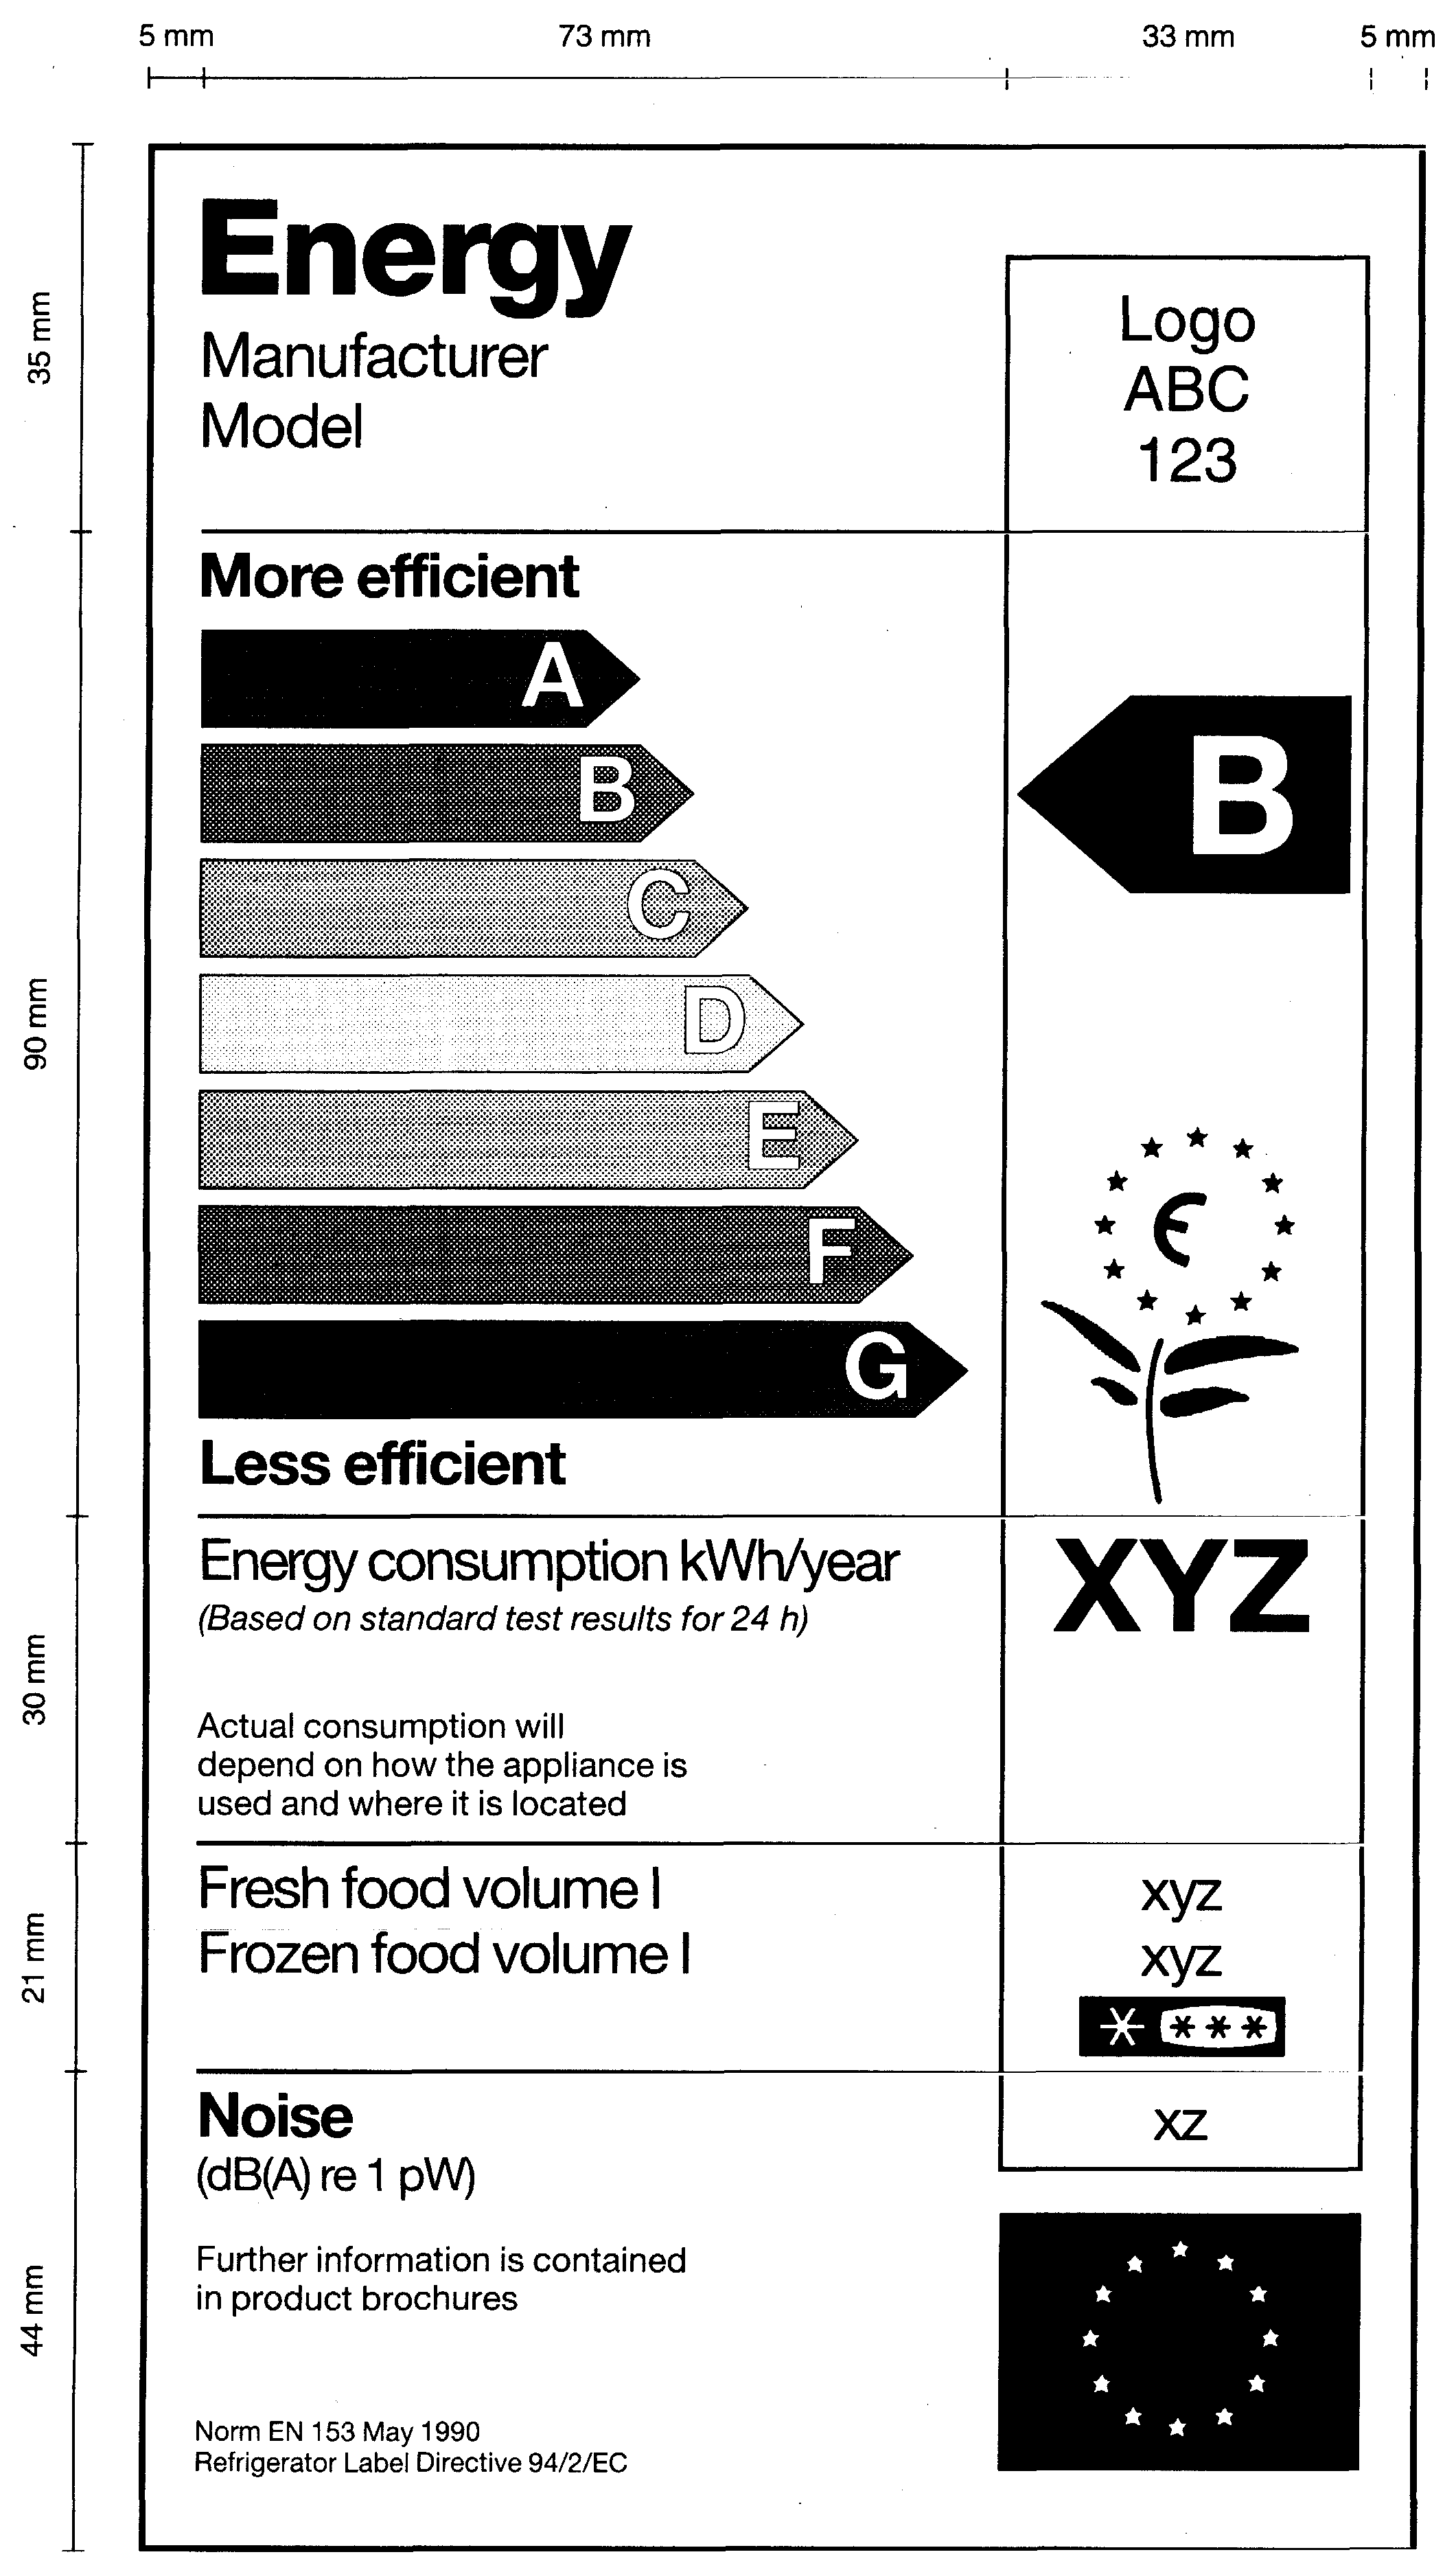 5 mm 73 mm 33 mm 5 mm
35 mm
Energy
Manufacturer
Model
Logo
ABC
123
90 mm
More efficient
A
B
B
C
D
E
F
G
Less efficient
30 mm
Energy consumption kWh/year
XYZ
(Based on standard test results for 24 h)
Actual consumption will
depend on how the appliance is
used and where it is located
21 mm
Fresh food volume l
xyz
Frozen food volume l
xyz
44 mm
Noise
xz
(dB(A) re 1 pW)
Further information is contained
in product brochures
Norm EN 153 May 1990
Refrigerator Label Directive 94/2/EC